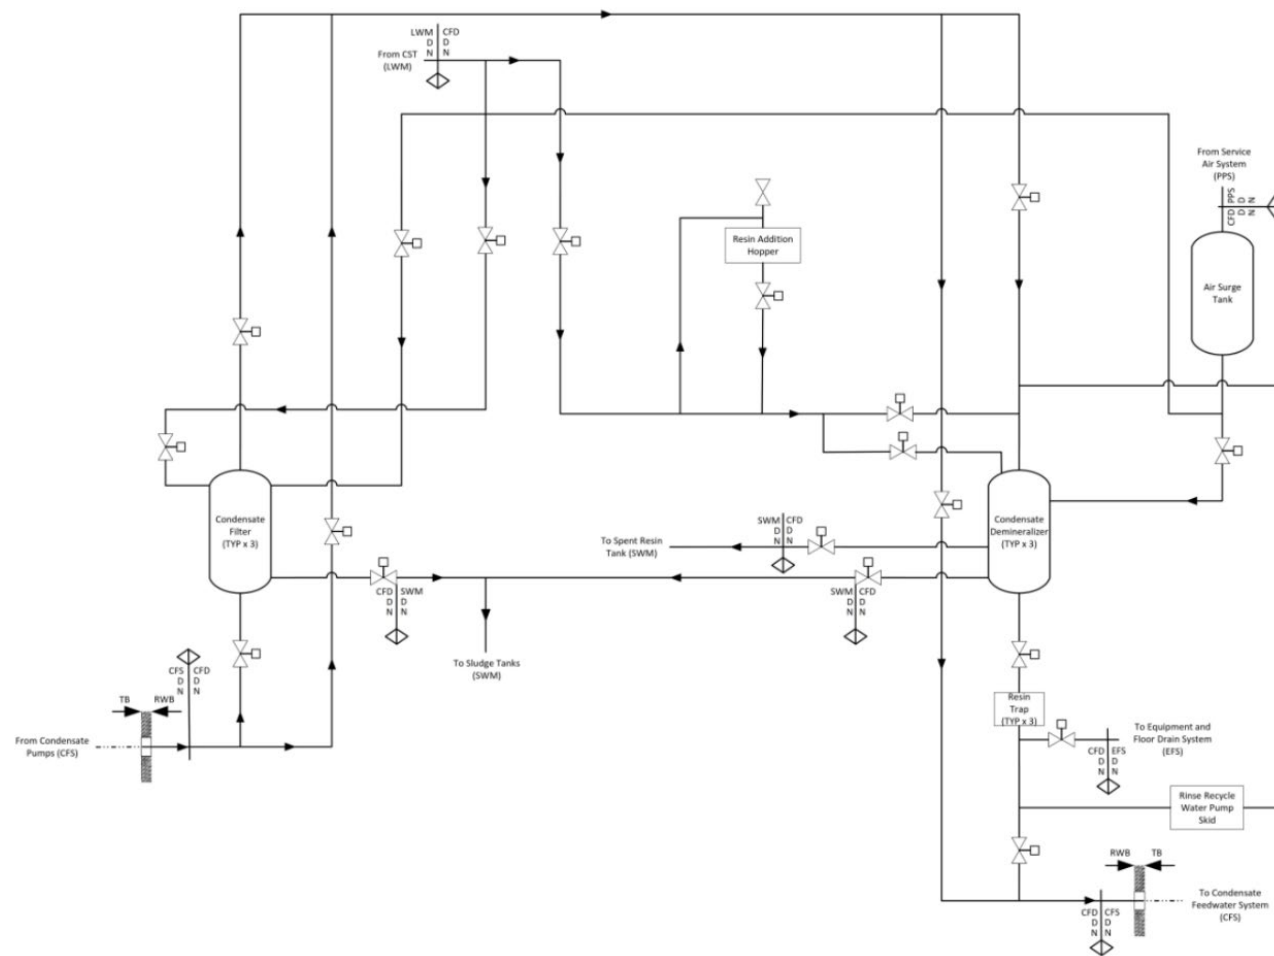 LWM CFD
D D
N N
From CST
(LWM)
From Service
Air System
(PPS)
CFD PPS
D D
N N
Resin Addition
Hopper
Air Surge
Tank
Condensate
Filter
(TYP x 3)
Condensate
Demineralizer
(TYP x 3)
SWM CFD
D D
N N
To Spent Resin
Tank (SWM)
CFD SWM
D D
N N
SWM CFD
D D
N N
To Sludge Tanks
(SWM)
CFS CFD
D D
N N
TB RWB
From Condensate
Pumps (CFS)
Resin
Trap
(TYP x 3)
To Equipment and
Floor Drain System
(EFS)
CFD EFS
D D
N N
Rinse Recycle
Water Pump
Skid
RWB TB
To Condensate
Feedwater System
(CFS)
CFD CFS
D D
N N